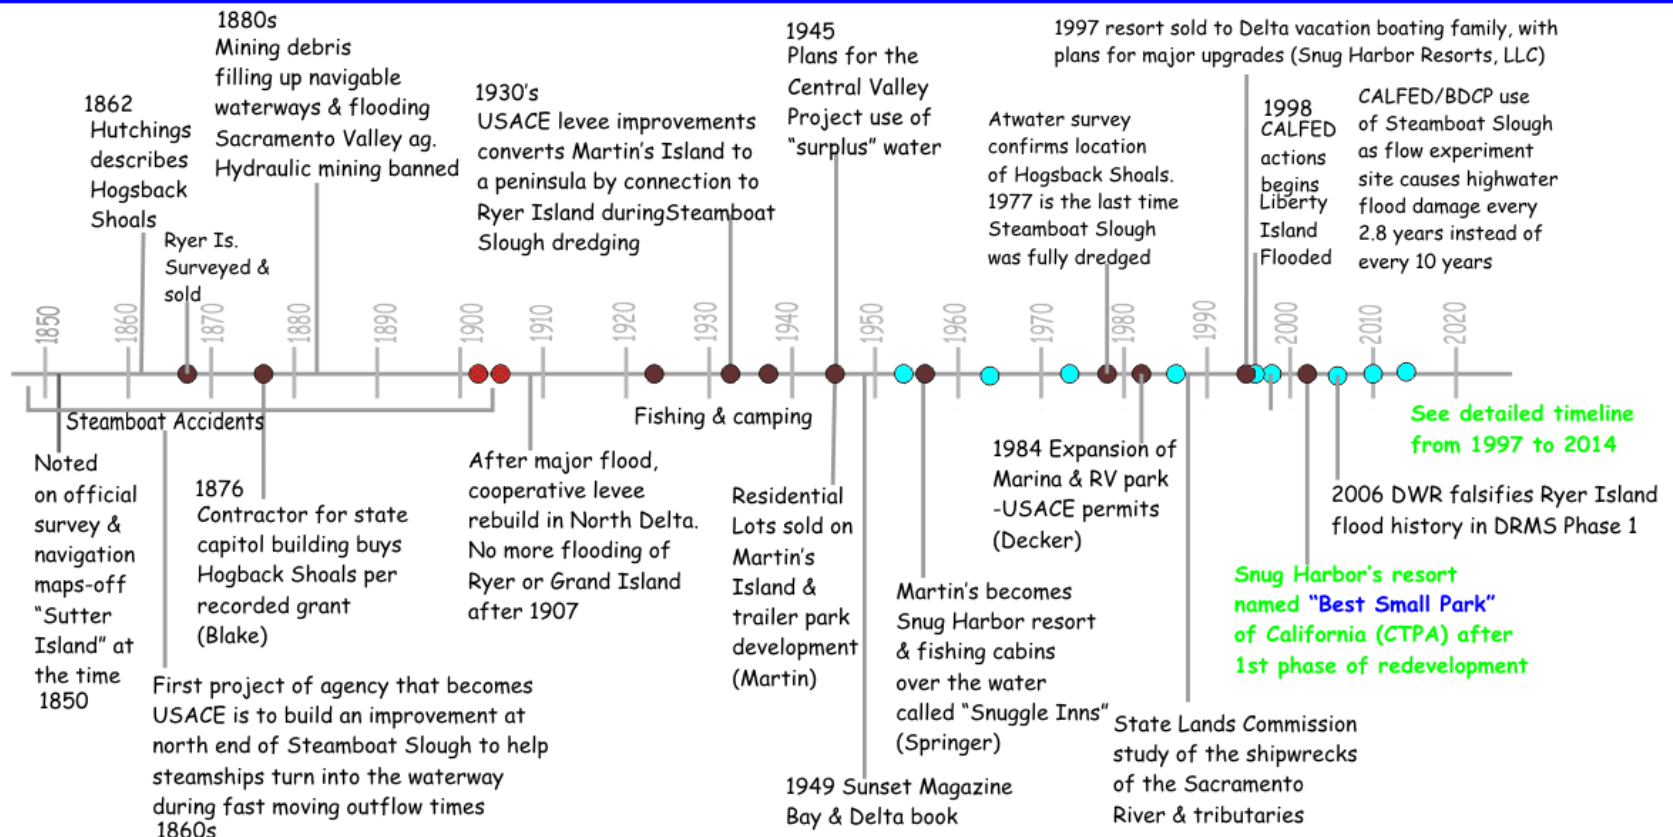 1880s
Mining debris
filling up navigable
waterways & flooding
Sacramento Valley ag.
Hydraulic mining banned
1862
Hutchings
describes
Hogsback
Shoals
Ryer Is.
Surveyed &
sold
1930's
USACE levee improvements
converts Martin's Island to
a peninsula by connection to
Ryer Island duringSteamboat
Slough dredging
1945
Plans for the
Central Valley
Project use of
"surplus" water
Atwater survey
confirms location
of Hogsback Shoals.
1977 is the last time
Steamboat Slough
was fully dredged
1997 resort sold to Delta vacation boating family, with
plans for major upgrades (Snug Harbor Resorts, LLC)
1998
CALFED
actions
begins
Liberty
Island
Flooded
CALFED/BDCP use
of Steamboat Slough
as flow experiment
site causes highwater
flood damage every
2.8 years instead of
every 10 years
1850
1860
1870
1880
1890
1900
1910
1920
1930
1940
1950
1960
1970
1980
1990
2000
2010
2020
Steamboat Accidents
Fishing & camping
Noted
on official
survey &
navigation
maps-off
"Sutter
Island" at
the time
1850
1876
Contractor for state
capitol building buys
Hogback Shoals per
recorded grant
(Blake)
First project of agency that becomes
USACE is to build an improvement at
north end of Steamboat Slough to help
steamships turn into the waterway
during fast moving outflow times
1860s
After major flood,
cooperative levee
rebuild in North Delta.
No more flooding of
Ryer or Grand Island
after 1907
Residential
Lots sold on
Martin's
Island &
trailer park
development
(Martin)
1949 Sunset Magazine
Bay & Delta book
Martin's becomes
Snug Harbor resort
& fishing cabins
over the water
called "Snuggle Inns"
(Springer)
1984 Expansion of
Marina & RV park
-USACE permits
(Decker)
State Lands Commission
study of the shipwrecks
of the Sacramento
River & tributaries
See detailed timeline
from 1997 to 2014
2006 DWR falsifies Ryer Island
flood history in DRMS Phase 1
Snug Harbor's resort
named "Best Small Park"
of California (CTPA) after
1st phase of redevelopment